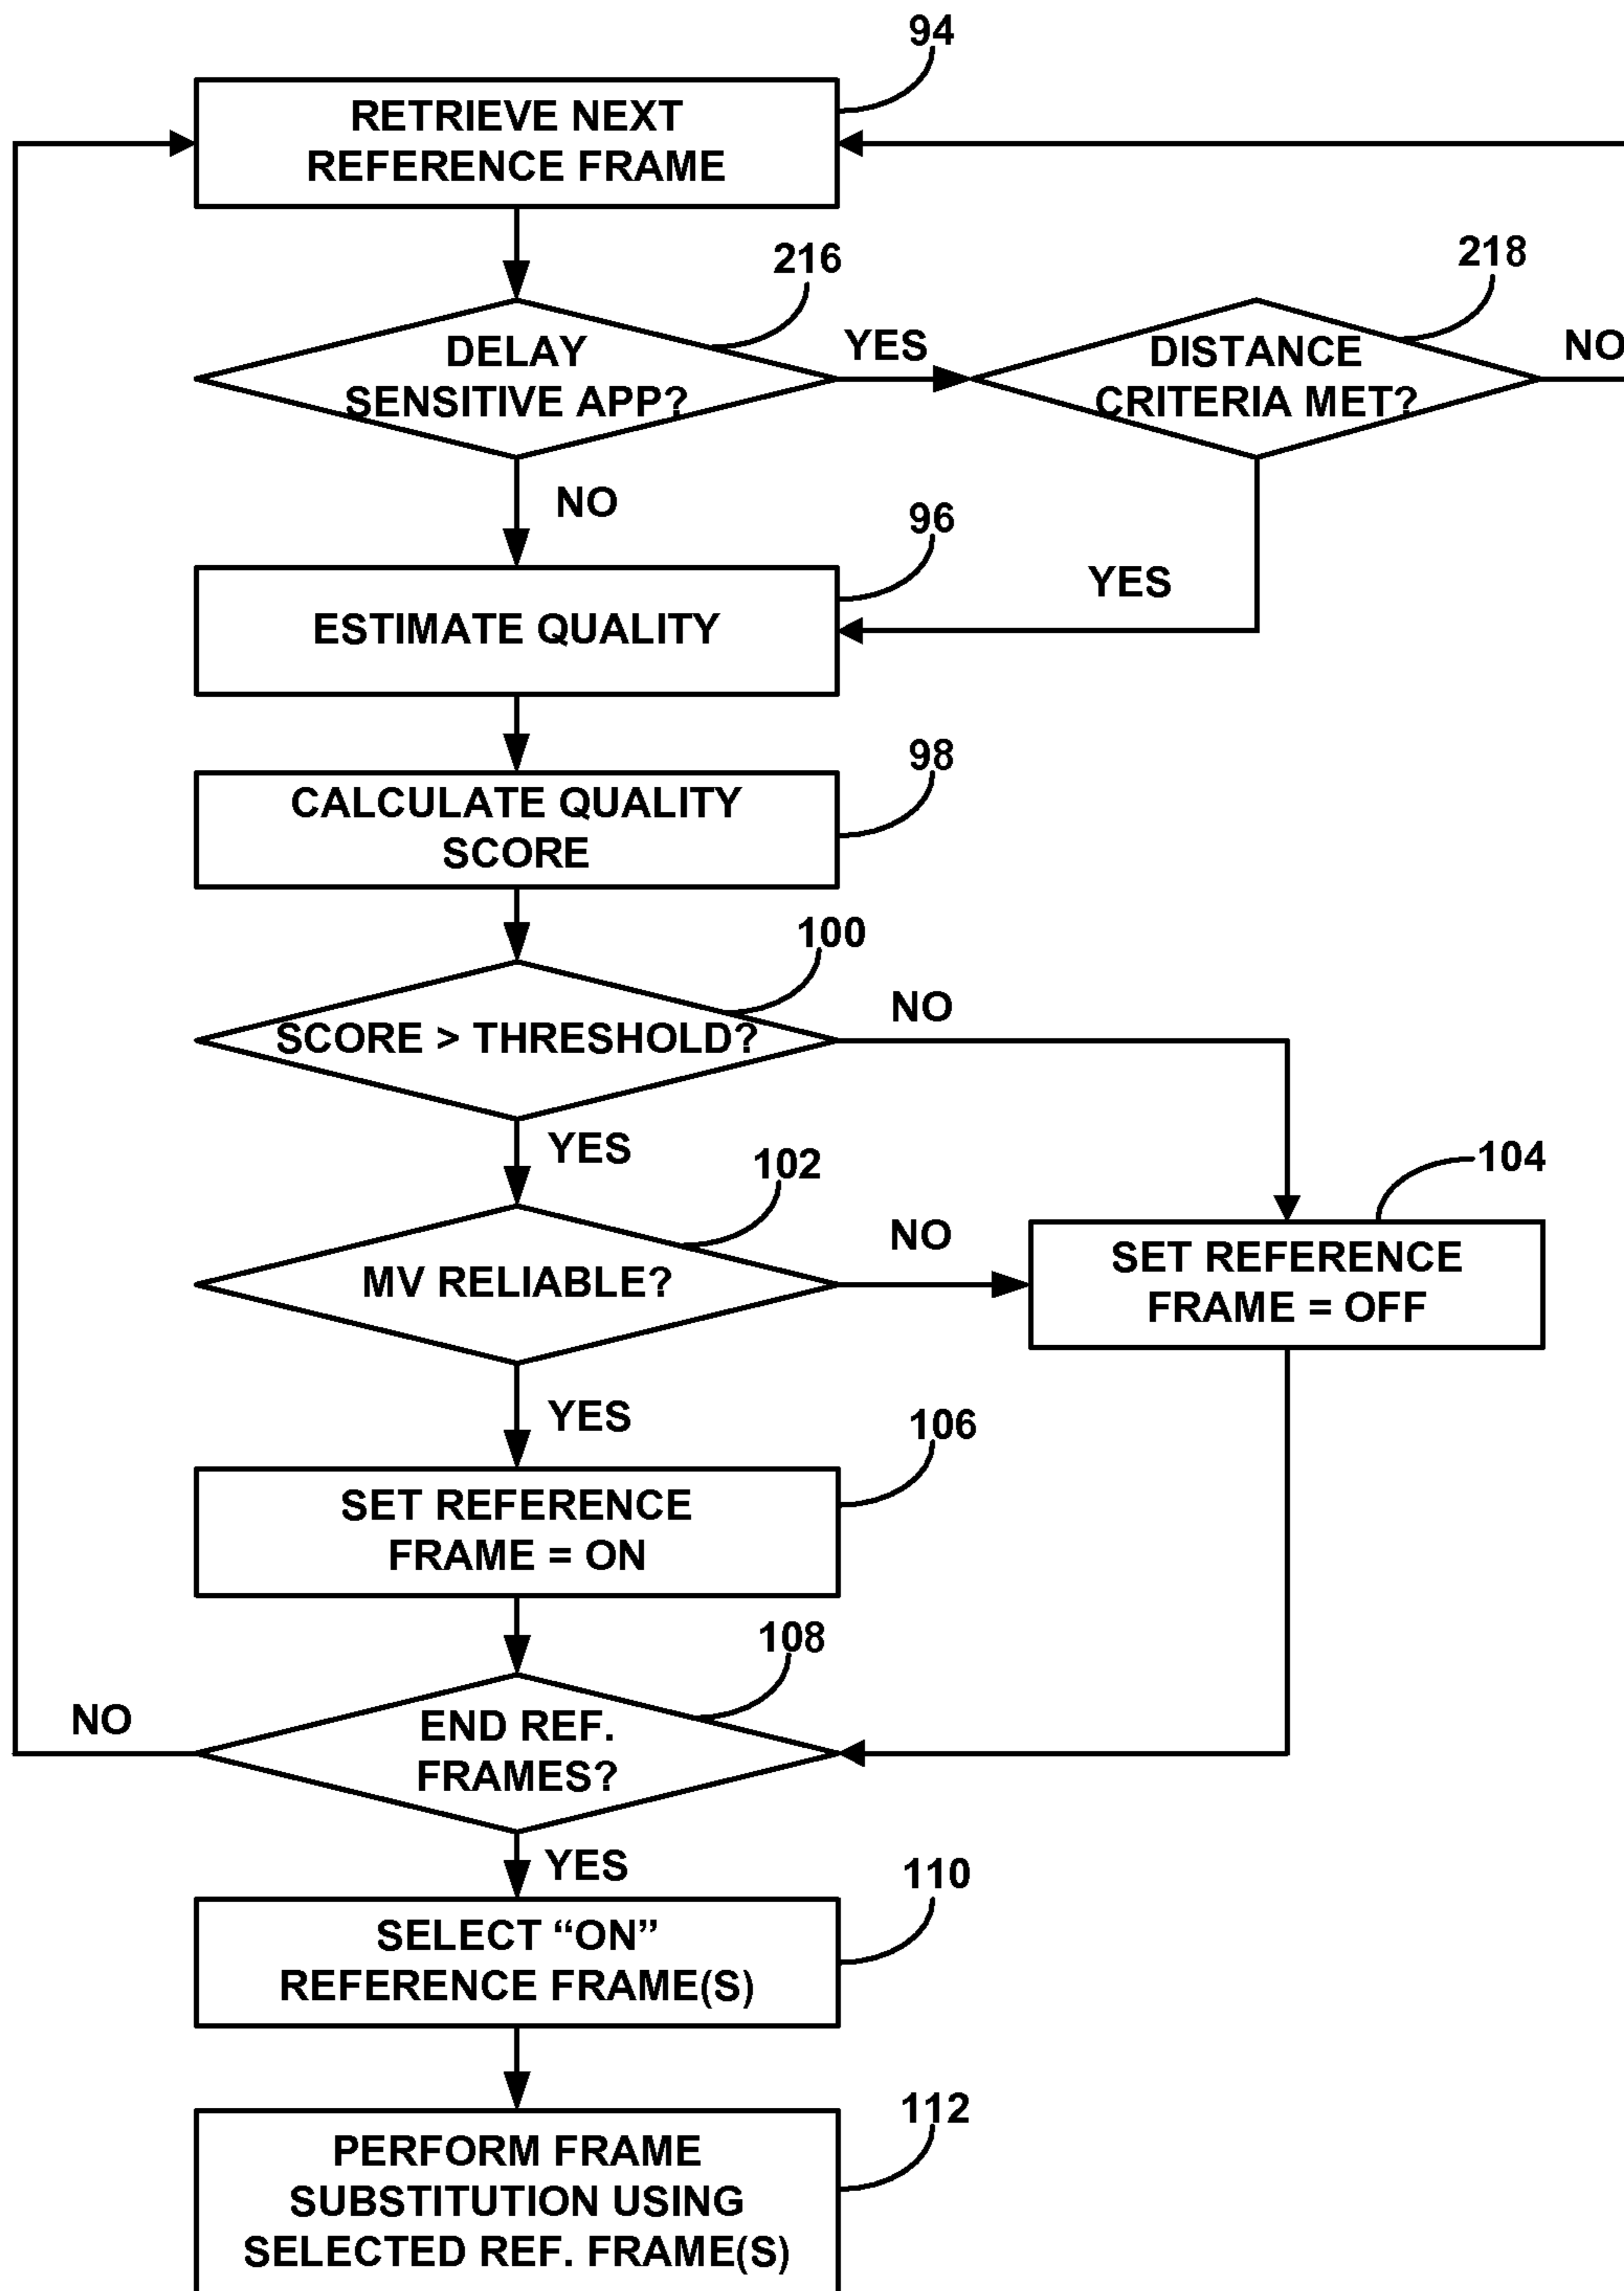 94
RETRIEVE NEXT
REFERENCE FRAME
216
218
DELAY
SENSITIVE APP?
YES
DISTANCE
CRITERIA MET?
NO
NO
96
YES
ESTIMATE QUALITY
98
CALCULATE QUALITY
SCORE
100
NO
SCORE > THRESHOLD?
YES
102
104
NO
MV RELIABLE?
SET REFERENCE
FRAME = OFF
YES
106
SET REFERENCE
FRAME = ON
108
NO
END REF.
FRAMES?
YES
110
SELECT “ON”
REFERENCE FRAME(S)
112
PERFORM FRAME
SUBSTITUTION USING
SELECTED REF. FRAME(S)